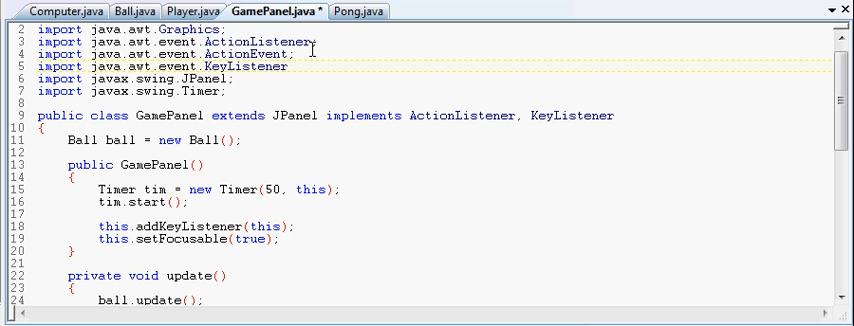 Computer.java Ball.java Player.java GamePanel.java * Pong.java
2 import java.awt.Graphics;
3 import java.awt.event.ActionListener;
4 import java.awt.event.ActionEvent;
5 import java.awt.event.KeyListener
6 import javax.swing.JPanel;
7 import javax.swing.Timer;
8
9 public class GamePanel extends JPanel implements ActionListener, KeyListener
10 {
11 Ball ball = new Ball();
12
13 public GamePanel()
14 {
15 Timer tim = new Timer(50, this);
16 tim.start();
17
18 this.addKeyListener(this);
19 this.setFocusable(true);
20 }
21
22 private void update()
23 {
24 ball.update();